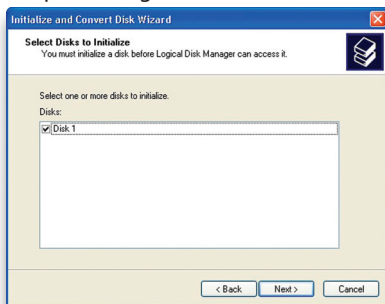 Initialize and Convert Disk Wizard
Select Disks to Initialize
You must initialize a disk before Logical Disk Manager can access it.
Select one or more disks to initialize.
Disks:
Disk 1
< Back
Next >
Cancel